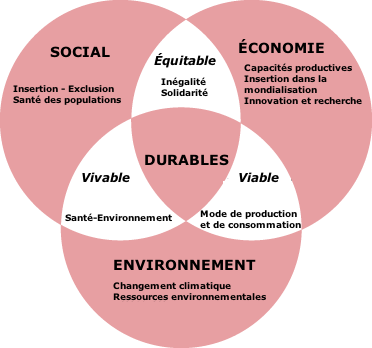 SOCIAL
Insertion - Exclusion
Santé des populations
Équitable
Inégalité
Solidarité
ÉCONOMIE
Capacités productives
Insertion dans la
mondialisation
Innovation et recherche
DURABLES
Vivable
Santé-Environnement
Viable
Mode de production
et de consommation
ENVIRONNEMENT
Changement climatique
Ressources environnementales